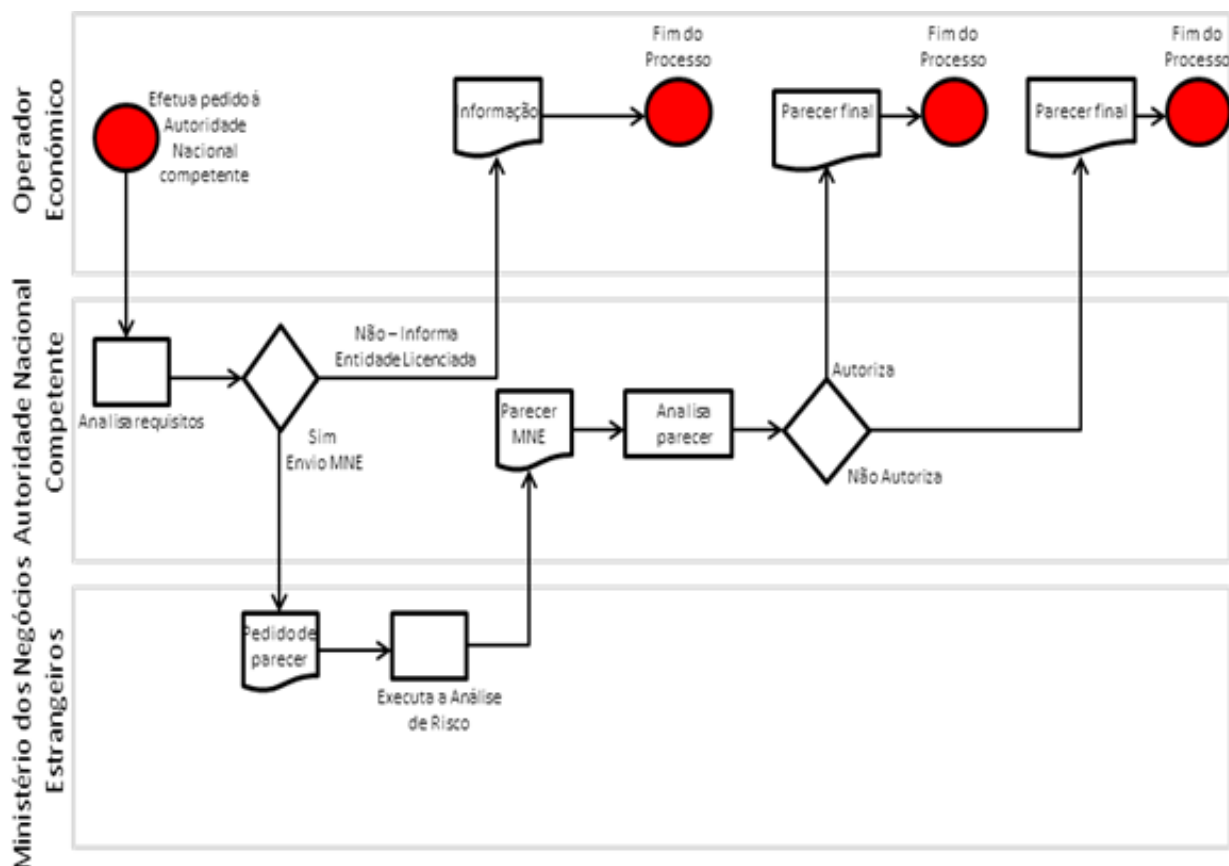 Operador
Económico
Efetua pedido á
Autoridade
Nacional
competente
Informação
Fim do
Processo
Parecer final
Fim do
Processo
Parecer final
Fim do
Processo
Autoridade Nacional
Competente
Analisa requisitos
Não – Informa
Entidade Licenciada
Sim
Envio MNE
Parecer
MNE
Analisa
parecer
Autoriza
Não Autoriza
Ministério dos Negócios
Estrangeiros
Pedido de
parecer
Executa a Análise
de Risco